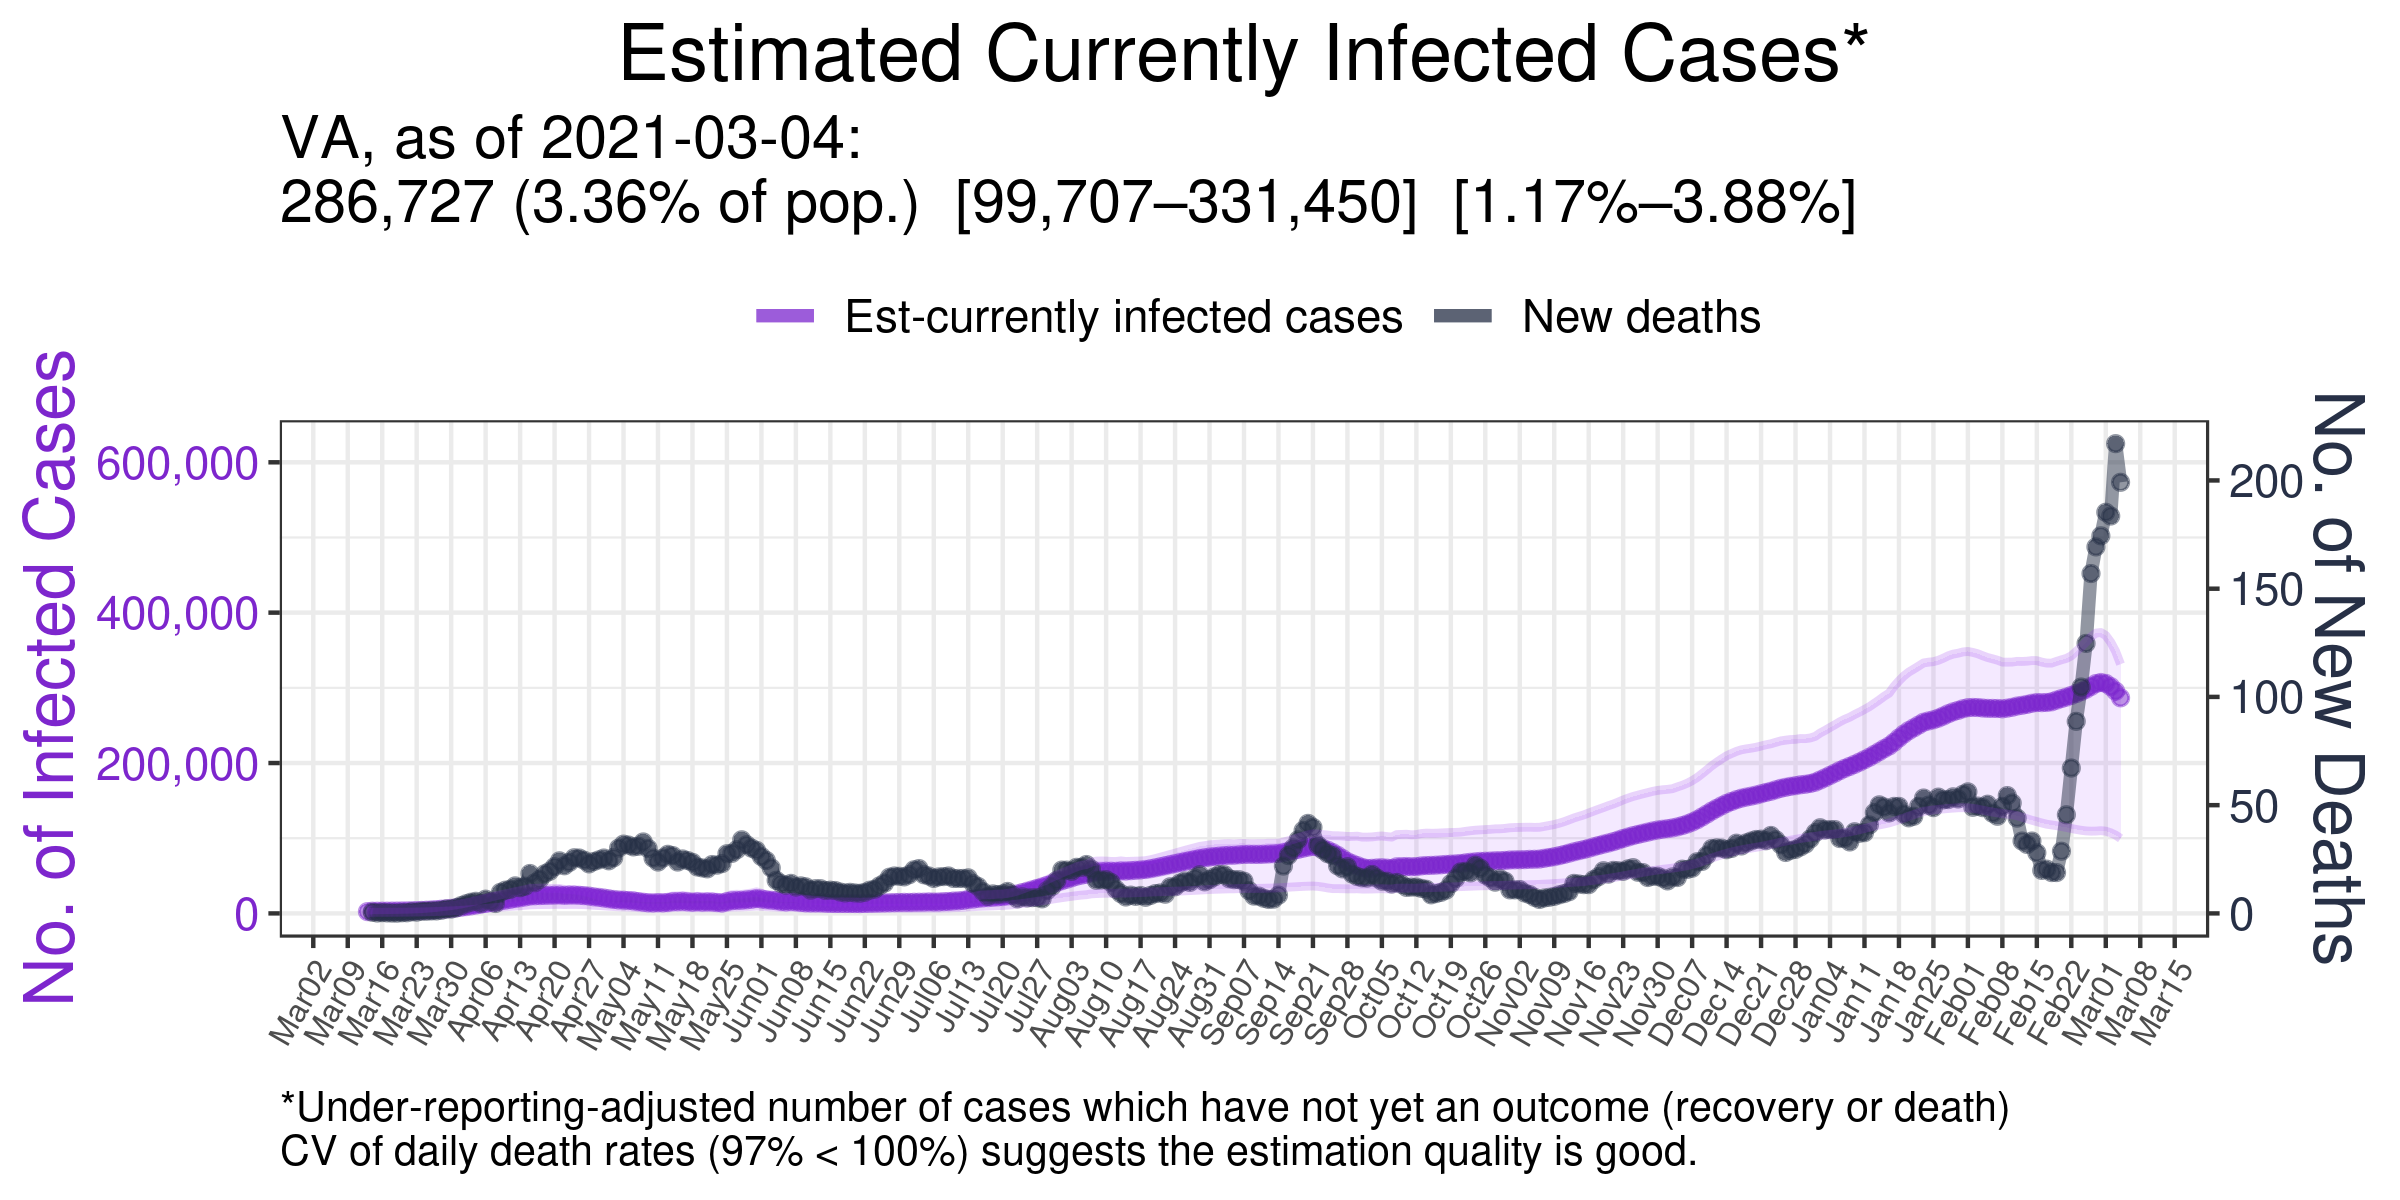 Estimated Currently Infected Cases*
VA, as of 2021-03-04:
286,727 (3.36% of pop.) [99,707–331,450] [1.17%–3.88%]
Est-currently infected cases New deaths
No. of Infected Cases
600,000
400,000
200,000
0
No. of New Deaths
200
150
100
50
0
Mar02 Mar09 Mar16 Mar23 Mar30 Apr06 Apr13 Apr20 Apr27 May04 May11 May18 May25 Jun01 Jun08 Jun15 Jun22 Jun29 Jul06 Jul13 Jul20 Jul27 Aug03 Aug10 Aug17 Aug24 Aug31 Sep07 Sep14 Sep21 Sep28 Oct05 Oct12 Oct19 Oct26 Nov02 Nov09 Nov16 Nov23 Nov30 Dec07 Dec14 Dec21 Dec28 Jan04 Jan11 Jan18 Jan25 Feb01 Feb08 Feb15 Feb22 Mar01 Mar08 Mar15
*Under-reporting-adjusted number of cases which have not yet an outcome (recovery or death)
CV of daily death rates (97% < 100%) suggests the estimation quality is good.